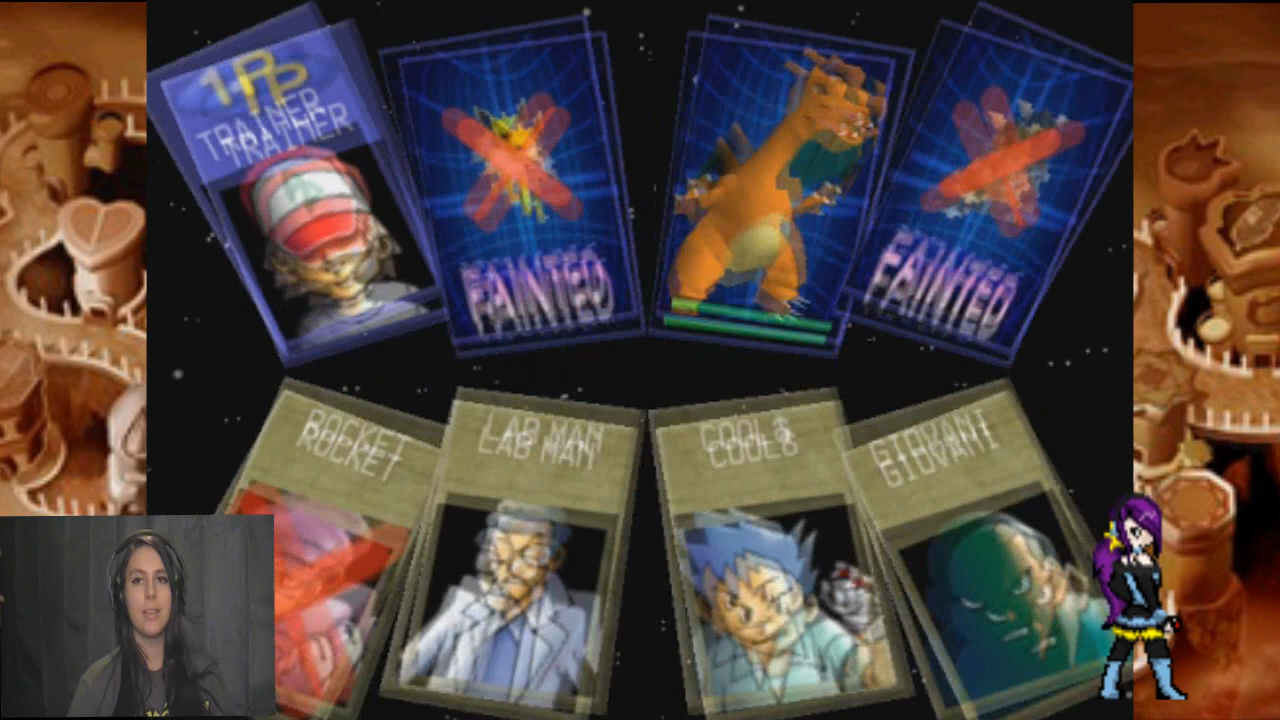 1P
TRAINER
FAINTED
FAINTED
ROCKET
LAB MAN
COOL♂
GIOVANI